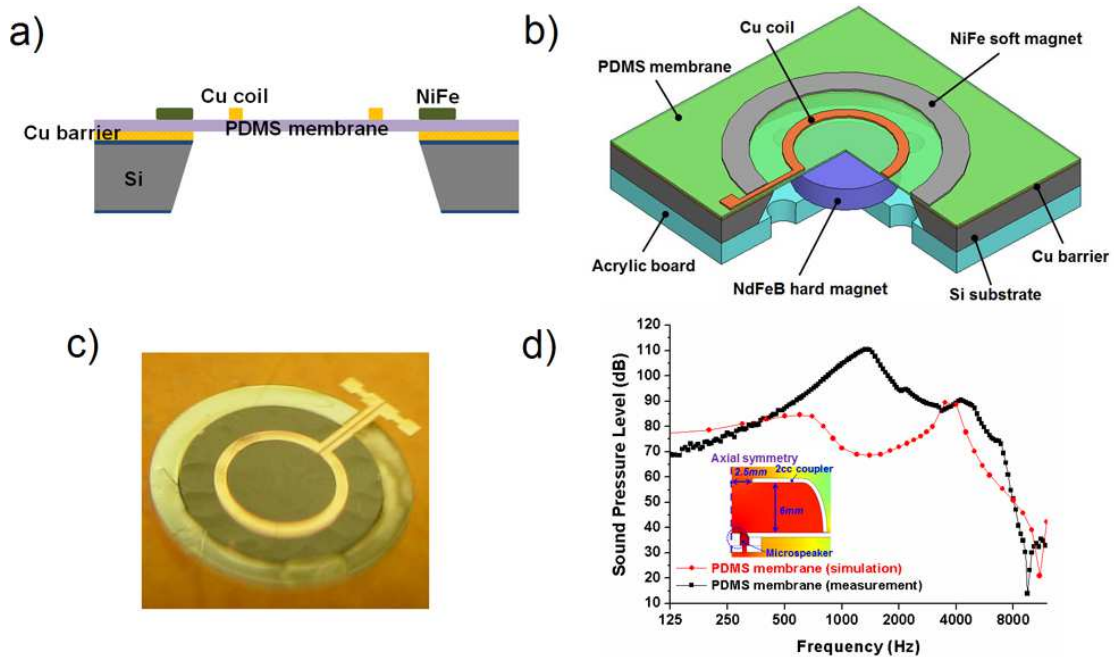 a)
Cu coil
NiFe
Cu barrier
PDMS membrane
Si
b)
Cu coil
NiFe soft magnet
PDMS membrane
Acrylic board
NdFeB hard magnet
Cu barrier
Si substrate
c)
d)
Sound Pressure Level (dB)
120
110
100
90
80
70
60
50
40
30
20
10
Axial symmetry
2.5mm
2cc coupler
6mm
Microspeaker
PDMS membrane (simulation)
PDMS membrane (measurement)
125 250 500 1000 2000 4000 8000
Frequency (Hz)